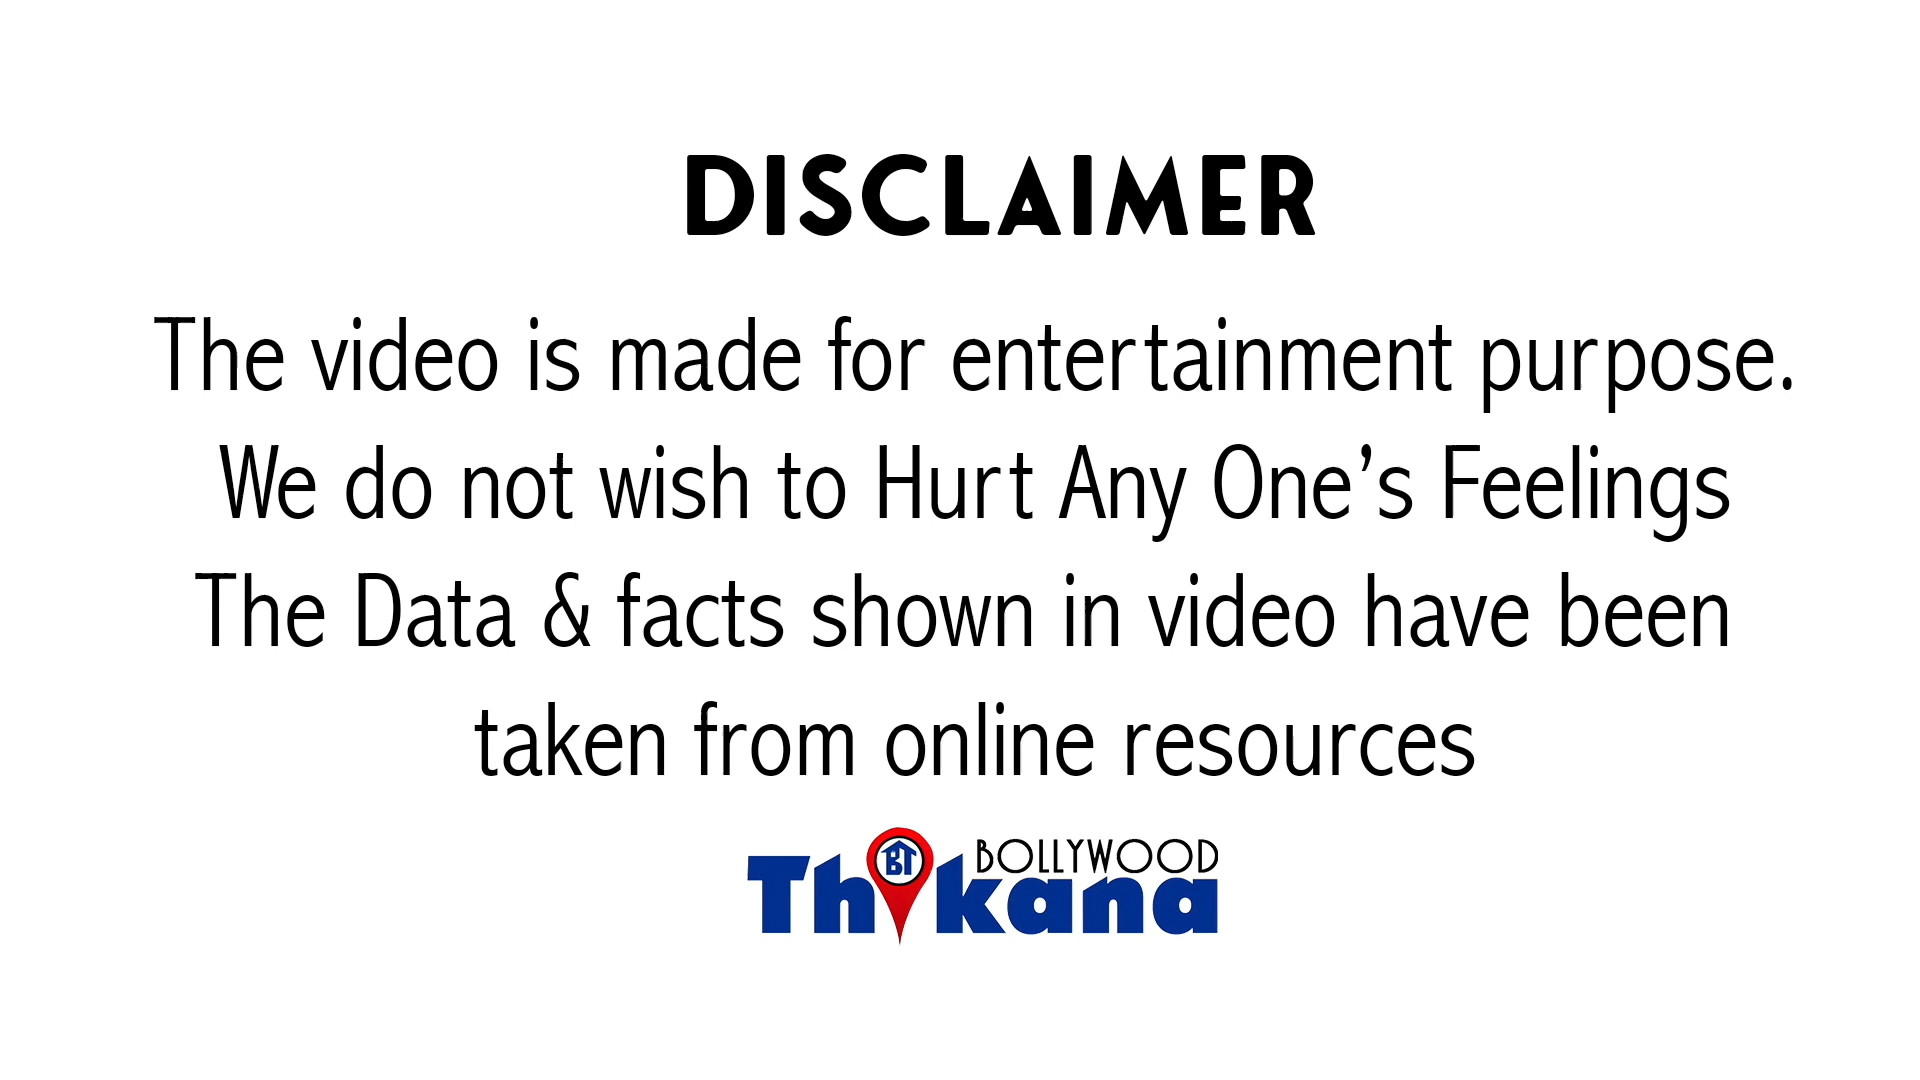 DISCLAIMER
The video is made for entertainment purpose.
We do not wish to Hurt Any One’s Feelings
The Data & facts shown in video have been
taken from online resources
BOLLYWOOD
BT
Thikana